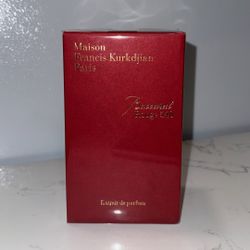 Maison
Francis Kurkdjian
Paris
Baccarat
Rouge 540
Extrait de parfum